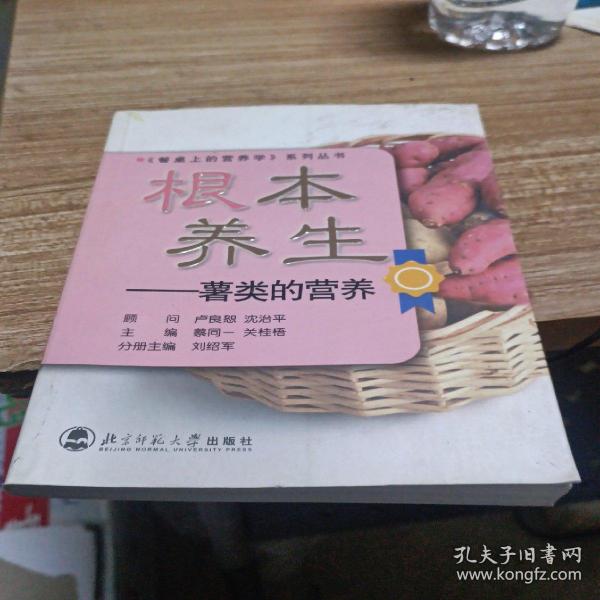 《餐桌上的营养学》系列丛书
根本
养生
——薯类的营养
顾 问 卢良恕 沈治平
主 编 蔡同一 关桂梧
分册主编 刘绍军
北京师范大学出版社
BEIJING NORMAL UNIVERSITY PRESS
孔夫子旧书网
www.kongfz.com